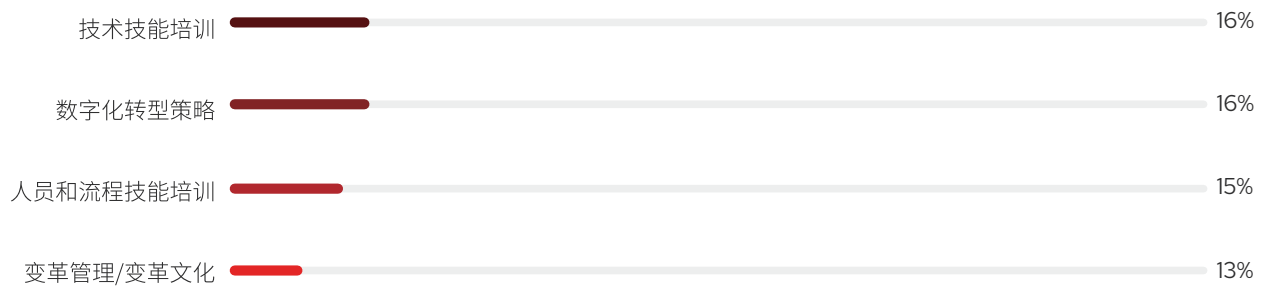 技术技能培训 16%
数字化转型策略 16%
人员和流程技能培训 15%
变革管理/变革文化 13%